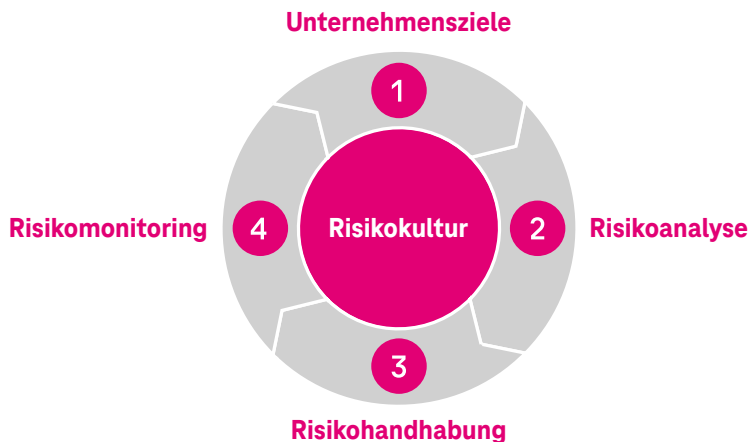 Unternehmensziele
1
Risikomonitoring
4
Risikokultur
2
Risikoanalyse
3
Risikohandhabung